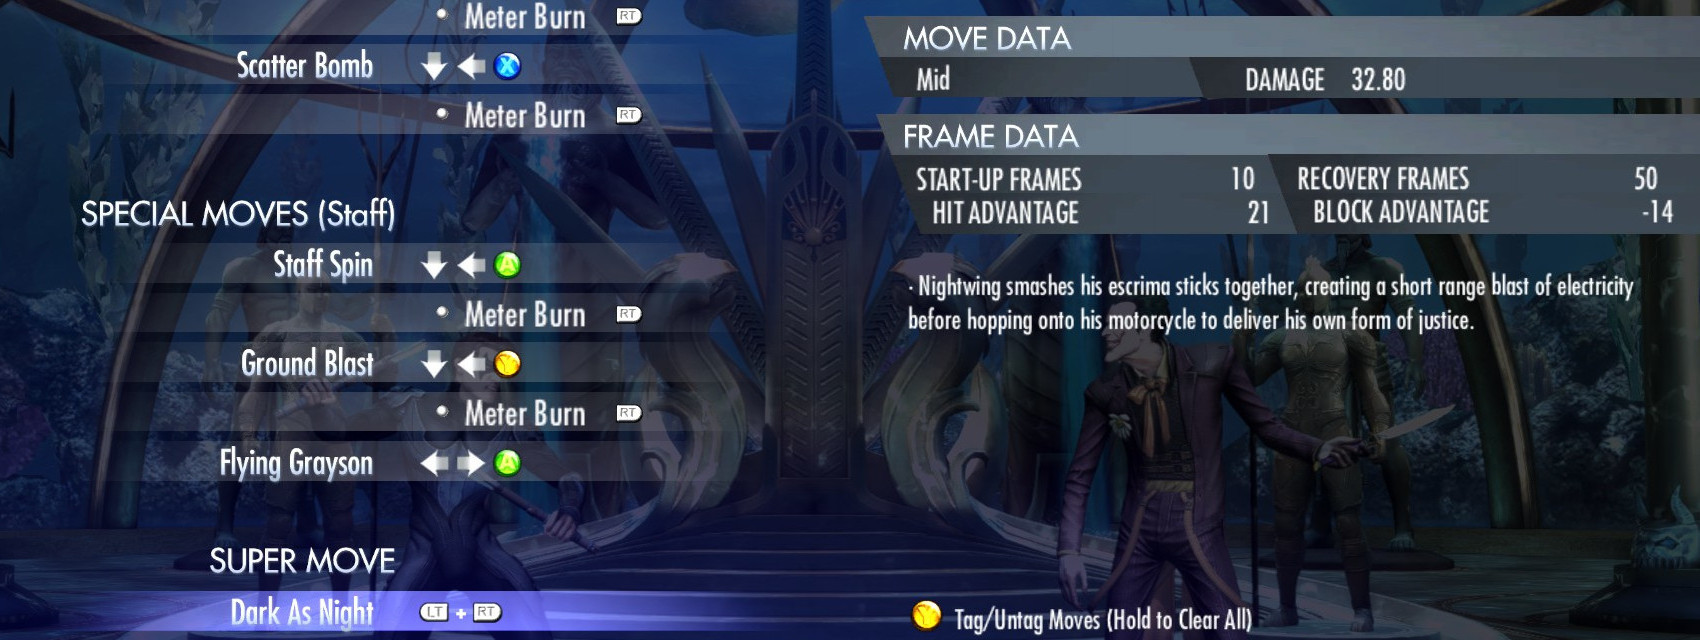 Meter Burn RT
Scatter Bomb X
Meter Burn RT
SPECIAL MOVES (Staff)
Staff Spin A
Meter Burn RT
Ground Blast Y
Meter Burn RT
Flying Grayson A
SUPER MOVE
Dark As Night LT + RT
MOVE DATA
Mid DAMAGE 32.80
FRAME DATA
START-UP FRAMES 10 RECOVERY FRAMES 50
HIT ADVANTAGE 21 BLOCK ADVANTAGE -14
· Nightwing smashes his escrima sticks together, creating a short range blast of electricity
before hopping onto his motorcycle to deliver his own form of justice.
Y Tag/Untag Moves (Hold to Clear All)